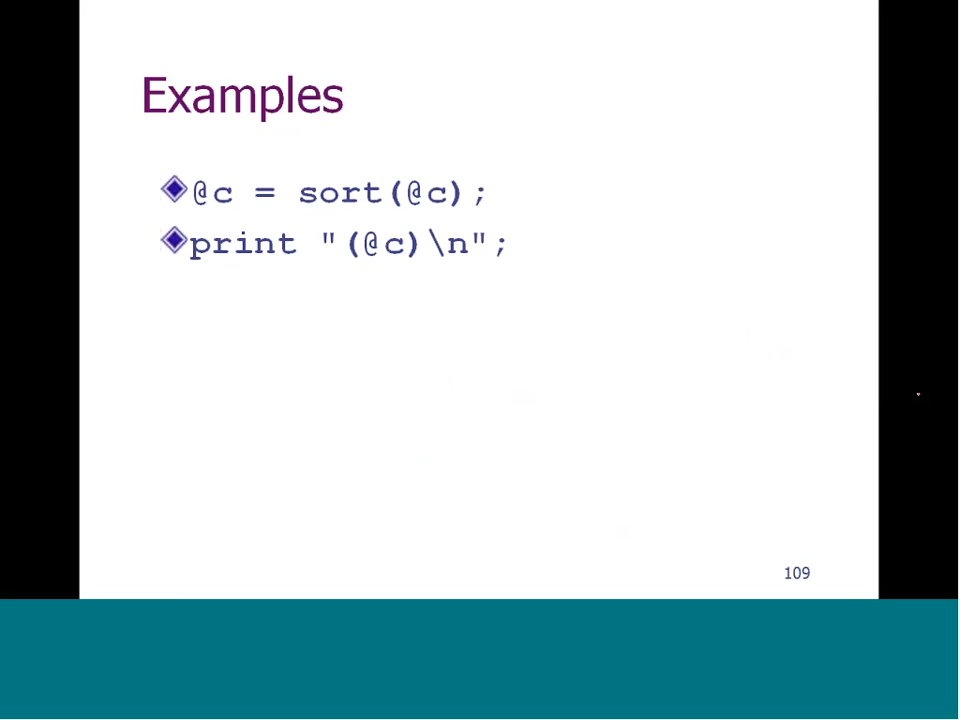 Examples
@c = sort(@c);
print "(@c)\n";
109